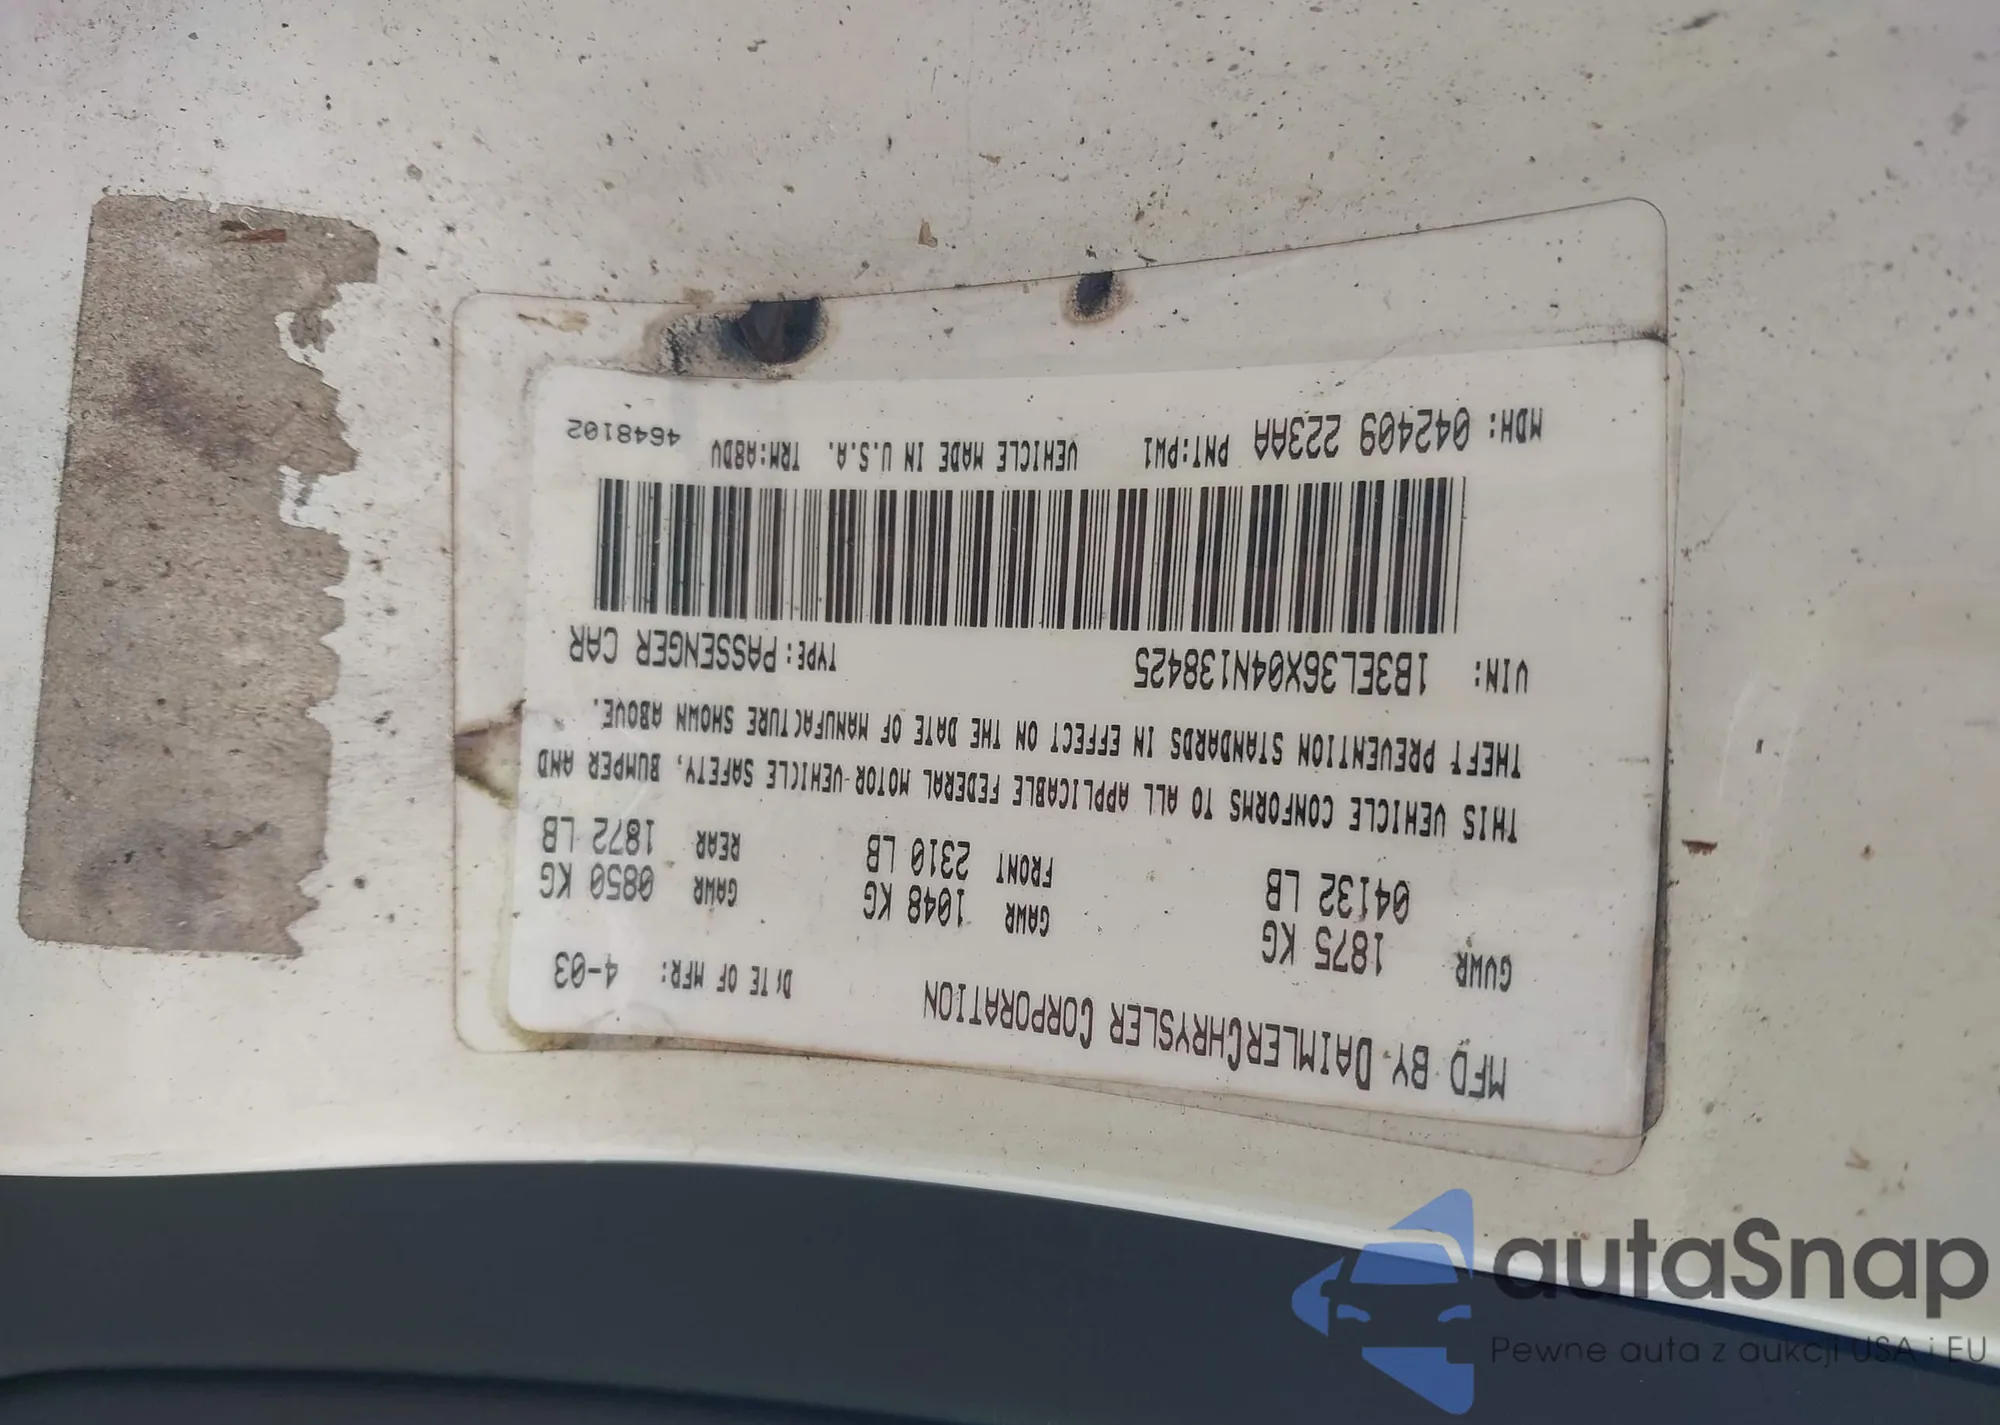 MFD BY DAIMLERCHRYSLER CORPORATION DATE OF MFR: 4-03
GVWR 1875 KG GAWR 1048 KG GAWR 0850 KG
04132 LB FRONT 2310 LB REAR 1872 LB
THIS VEHICLE CONFORMS TO ALL APPLICABLE FEDERAL MOTOR VEHICLE SAFETY, BUMPER AND
THEFT PREVENTION STANDARDS IN EFFECT ON THE DATE OF MANUFACTURE SHOWN ABOVE.
VIN: 1B3EL36X04N138425 TYPE: PASSENGER CAR
MDH: 042409 223AA PNT:PW1 VEHICLE MADE IN U.S.A. TRM:A8DV 4648102
autaSnap
Pewne auta z aukcji USA i EU